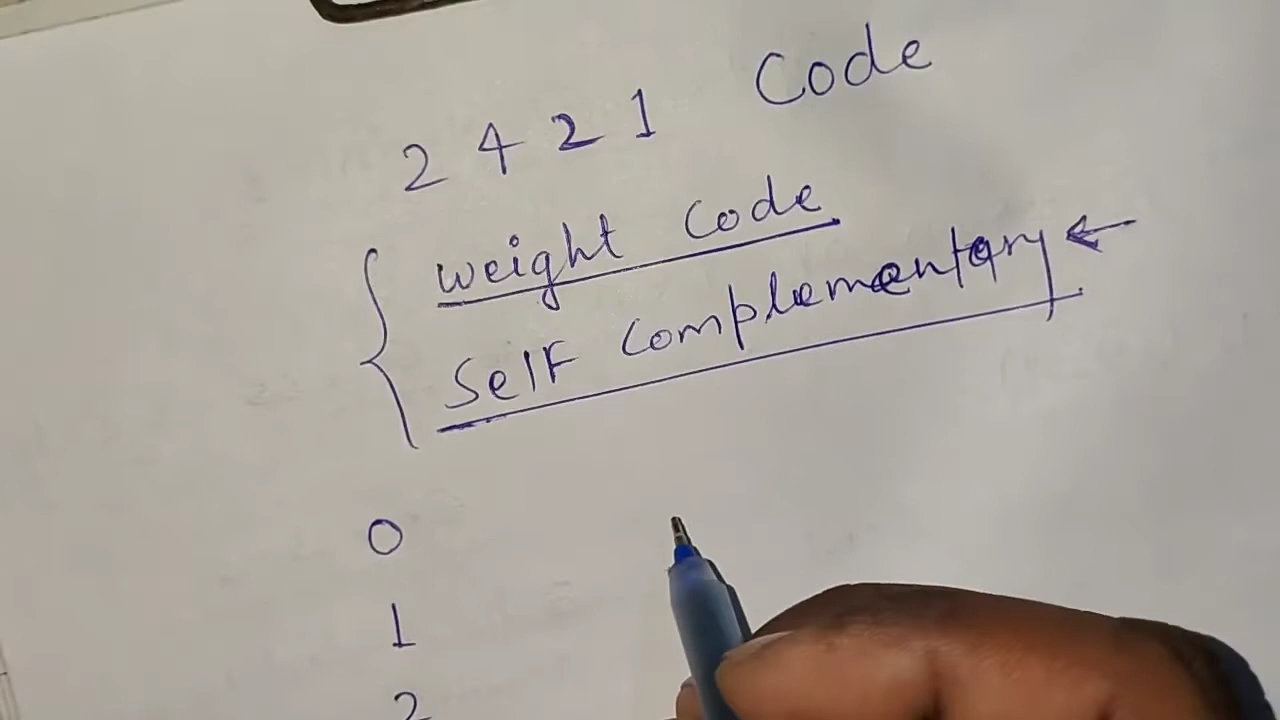 2 4 2 1 Code
weight Code
Self Complementary ←
0
1
2